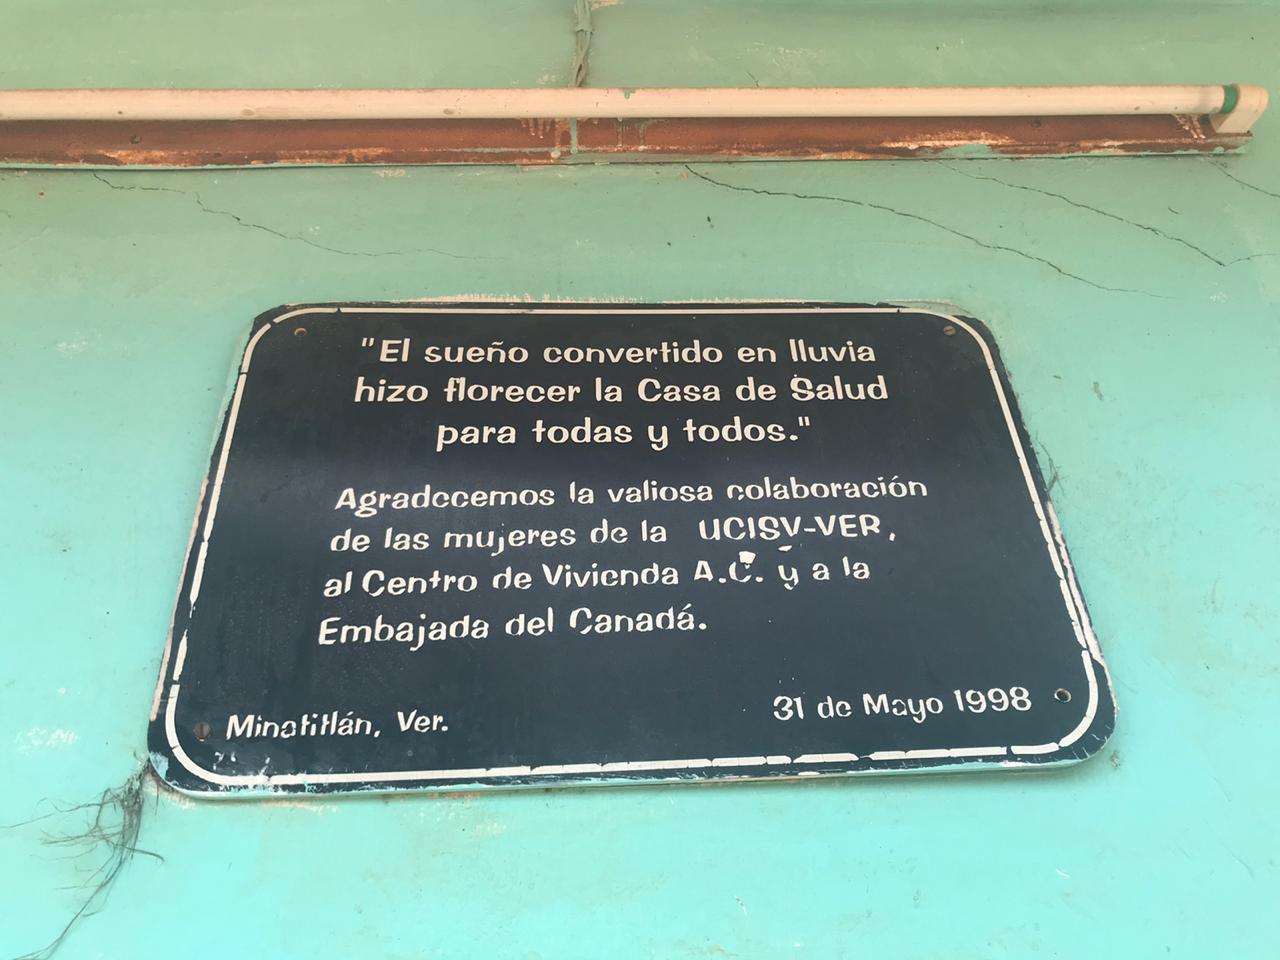 "El sueño convertido en lluvia
hizo florecer la Casa de Salud
para todas y todos."
Agradecemos la valiosa colaboración
de las mujeres de la UCISV-VER,
al Centro de Vivienda A.C. y a la
Embajada del Canadá.
Minatitlán, Ver.
31 de Mayo 1998